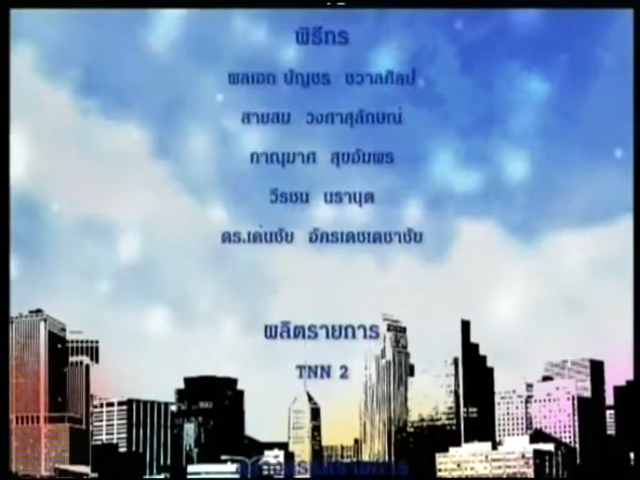 พิธีกร
พลเอก บัญชร ชวาลศิลป์
สายสม วงศาสุลักษณ์
ภาณุมาศ สุขอัมพร
วีรชน นรานุต
ดร.เด่นชัย อัครเดชเดชาชัย
ผลิตรายการ
TNN 2